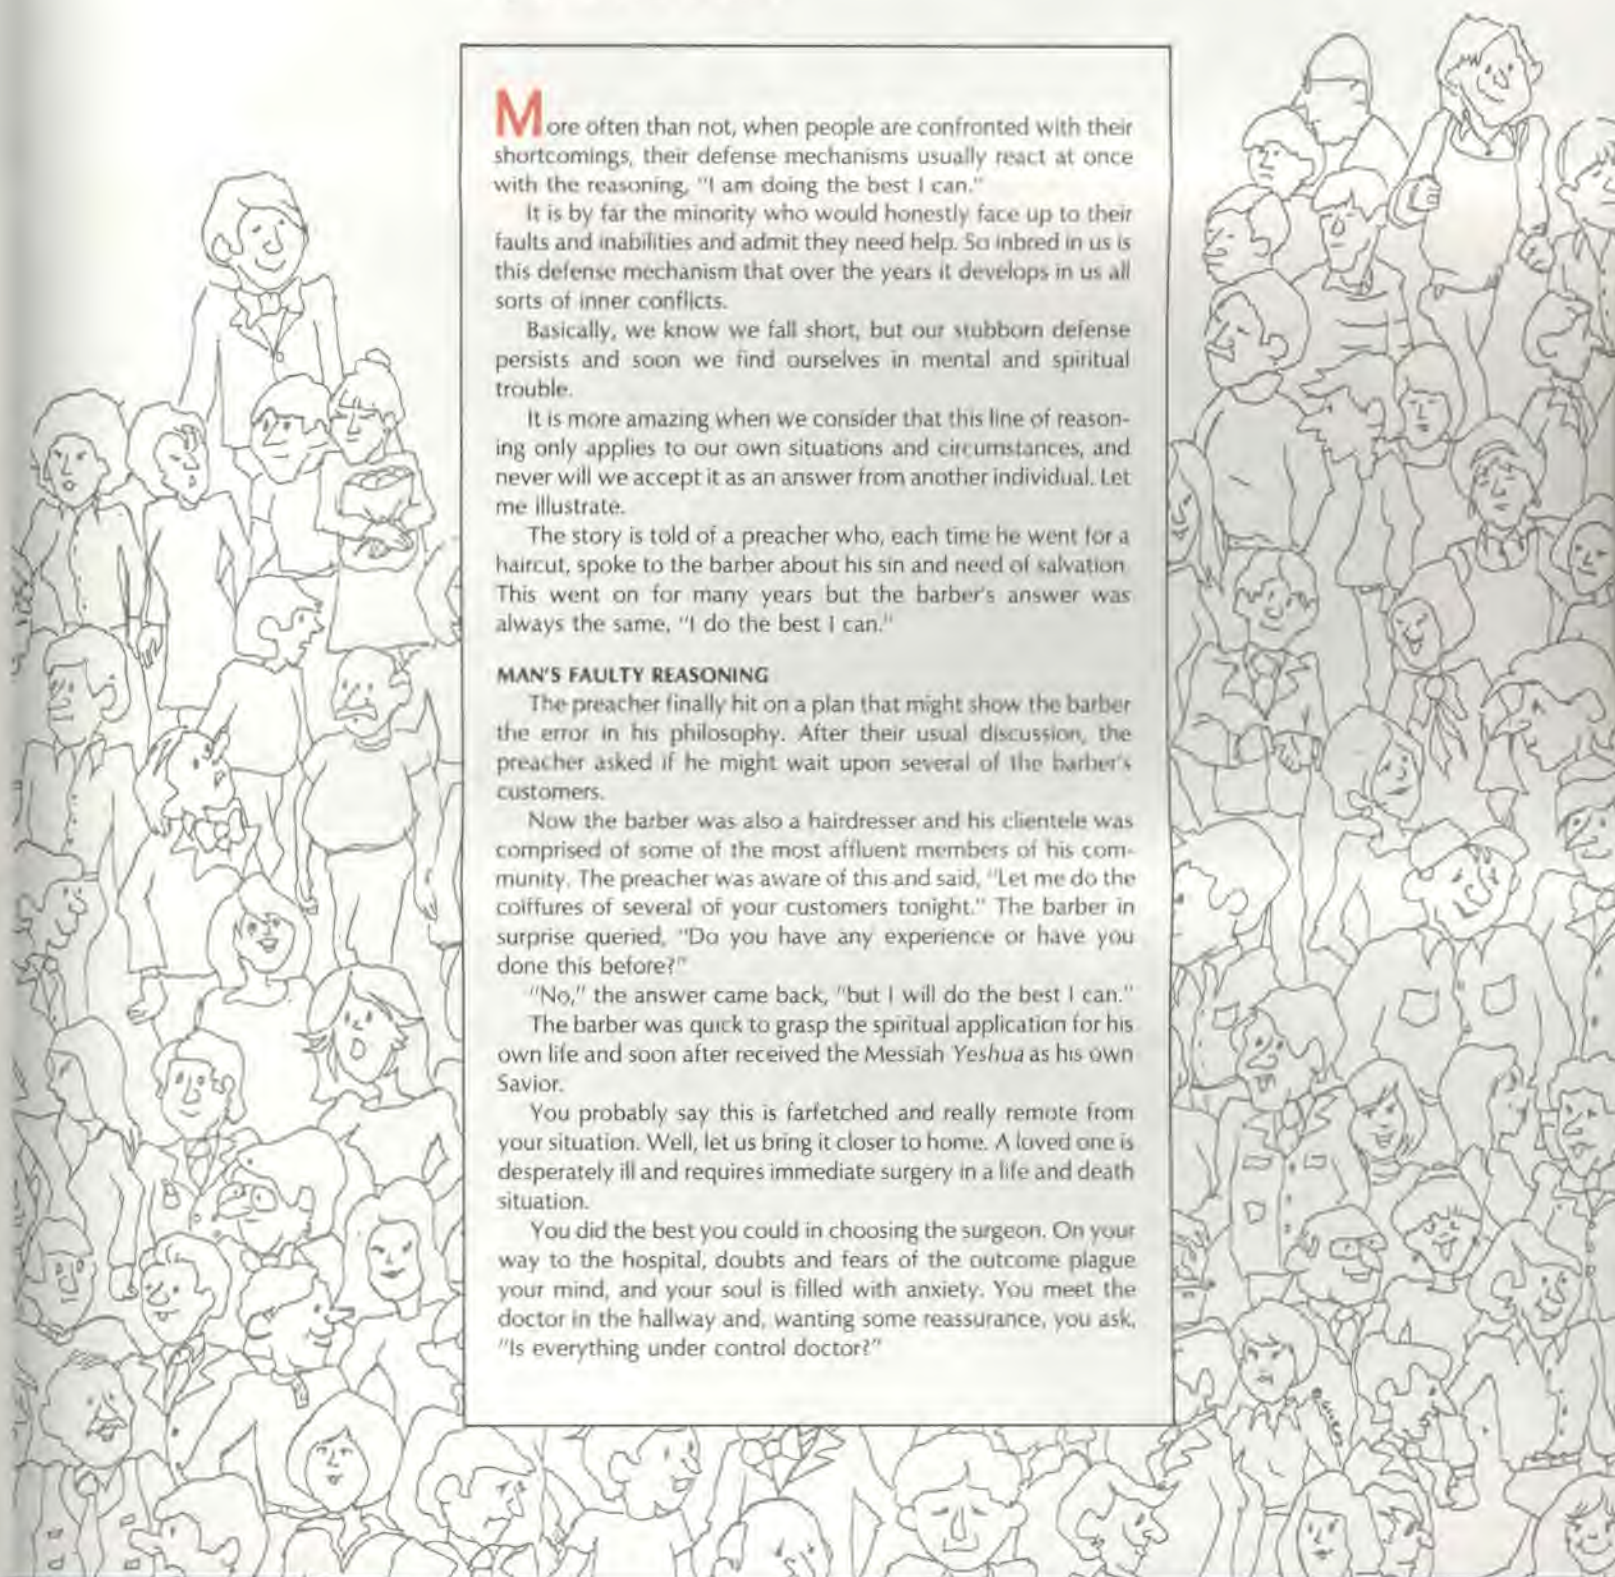 More often than not, when people are confronted with their
shortcomings, their defense mechanisms usually react at once
with the reasoning, "I am doing the best I can."
It is by far the minority who would honestly face up to their
faults and inabilities and admit they need help. So inbred in us is
this defense mechanism that over the years it develops in us all
sorts of inner conflicts.
Basically, we know we fall short, but our stubborn defense
persists and soon we find ourselves in mental and spiritual
trouble.
It is more amazing when we consider that this line of reason-
ing only applies to our own situations and circumstances, and
never will we accept it as an answer from another individual. Let
me illustrate.
The story is told of a preacher who, each time he went for a
haircut, spoke to the barber about his sin and need of salvation.
This went on for many years but the barber's answer was
always the same, "I do the best I can."
MAN'S FAULTY REASONING
The preacher finally hit on a plan that might show the barber
the error in his philosophy. After their usual discussion, the
preacher asked if he might wait upon several of the barber's
customers.
Now the barber was also a hairdresser and his clientele was
comprised of some of the most affluent members of his com-
munity. The preacher was aware of this and said, "Let me do the
coiffures of several of your customers tonight." The barber in
surprise queried, "Do you have any experience or have you
done this before?"
"No," the answer came back, "but I will do the best I can."
The barber was quick to grasp the spiritual application for his
own life and soon after received the Messiah Yeshua as his own
Savior.
You probably say this is farfetched and really remote from
your situation. Well, let us bring it closer to home. A loved one is
desperately ill and requires immediate surgery in a life and death
situation.
You did the best you could in choosing the surgeon. On your
way to the hospital, doubts and fears of the outcome plague
your mind, and your soul is filled with anxiety. You meet the
doctor in the hallway and, wanting some reassurance, you ask,
"Is everything under control doctor?"